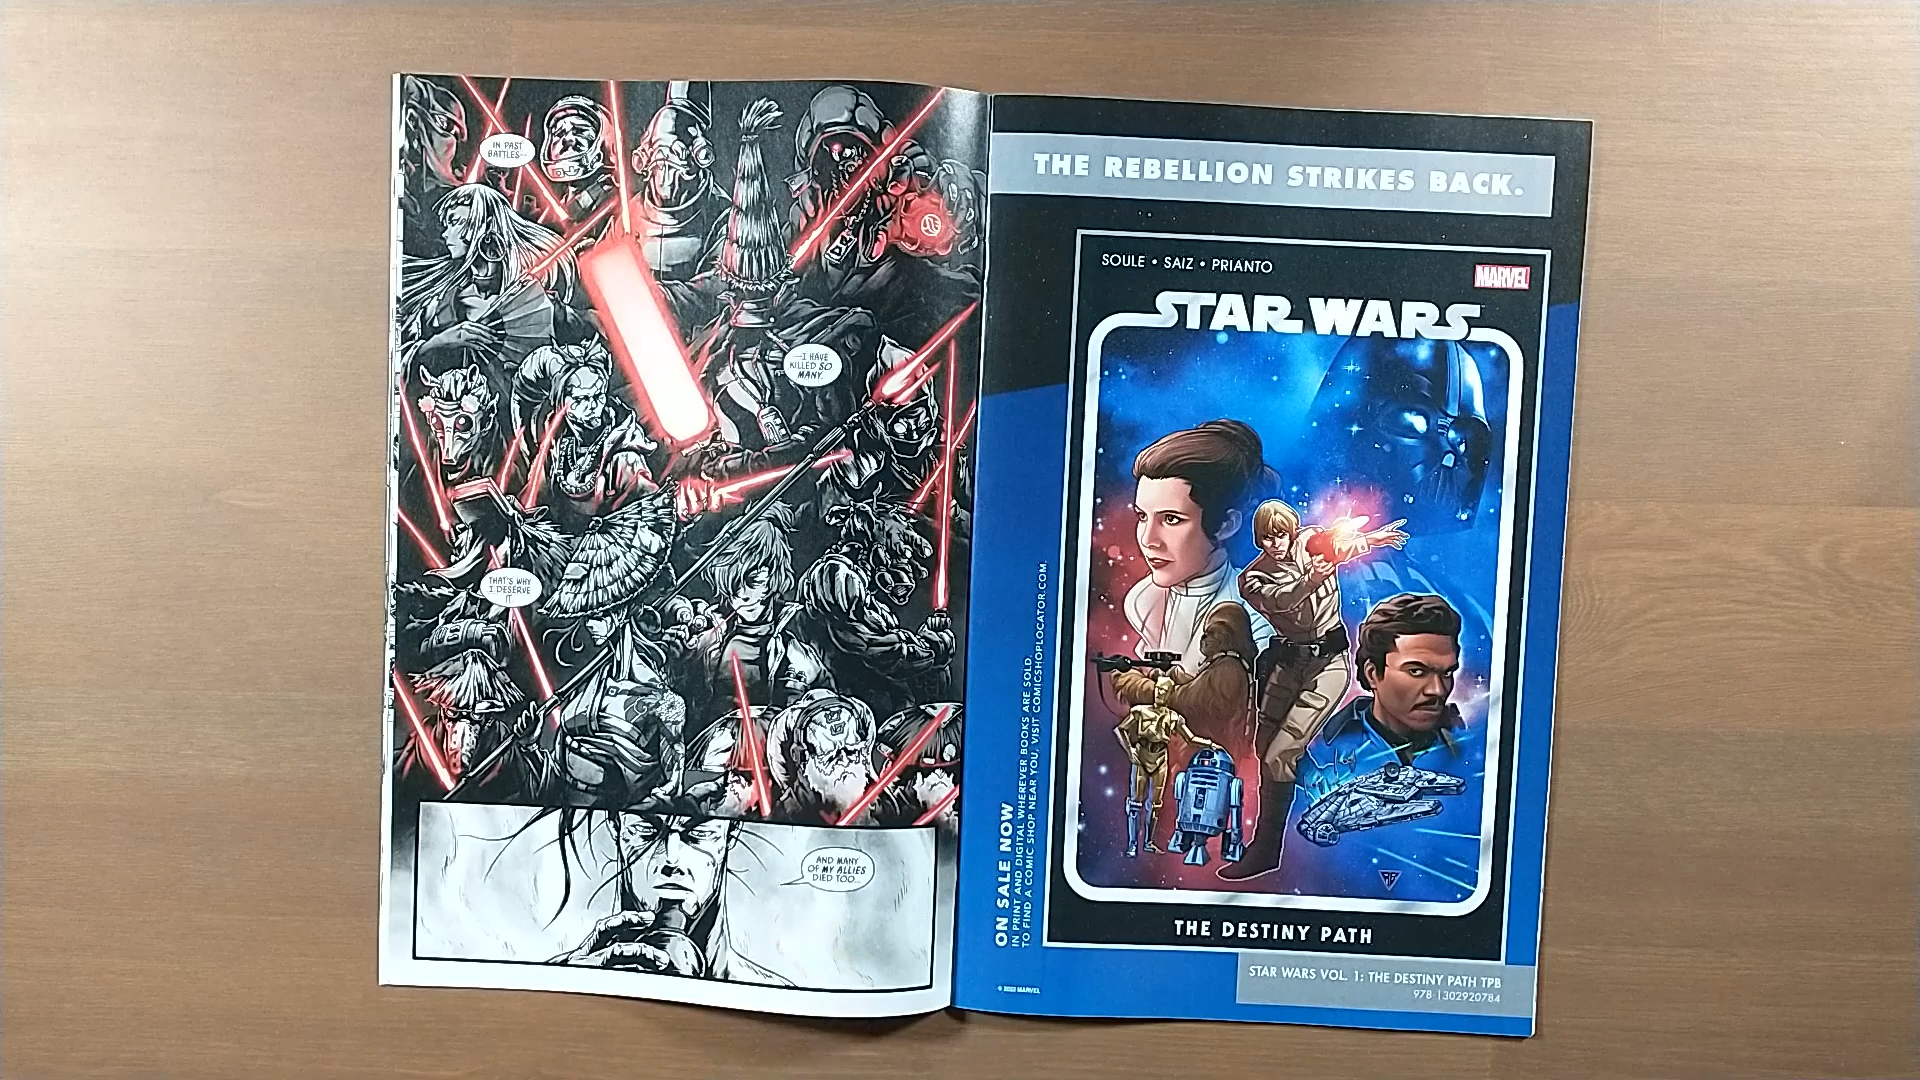 IN PAST
BATTLES--
--I HAVE
KILLED SO
MANY.
THAT'S WHY
I DESERVE
IT.
AND MANY
OF MY ALLIES
DIED TOO...
THE REBELLION STRIKES BACK.
SOULE • SAIZ • PRIANTO
MARVEL
STAR WARS
THE DESTINY PATH
ON SALE NOW
IN PRINT AND DIGITAL WHEREVER BOOKS ARE SOLD.
TO FIND A COMIC SHOP NEAR YOU, VISIT COMICSHOPLOCATOR.COM.
© 2022 MARVEL
STAR WARS VOL. 1: THE DESTINY PATH TPB
978-1302920784